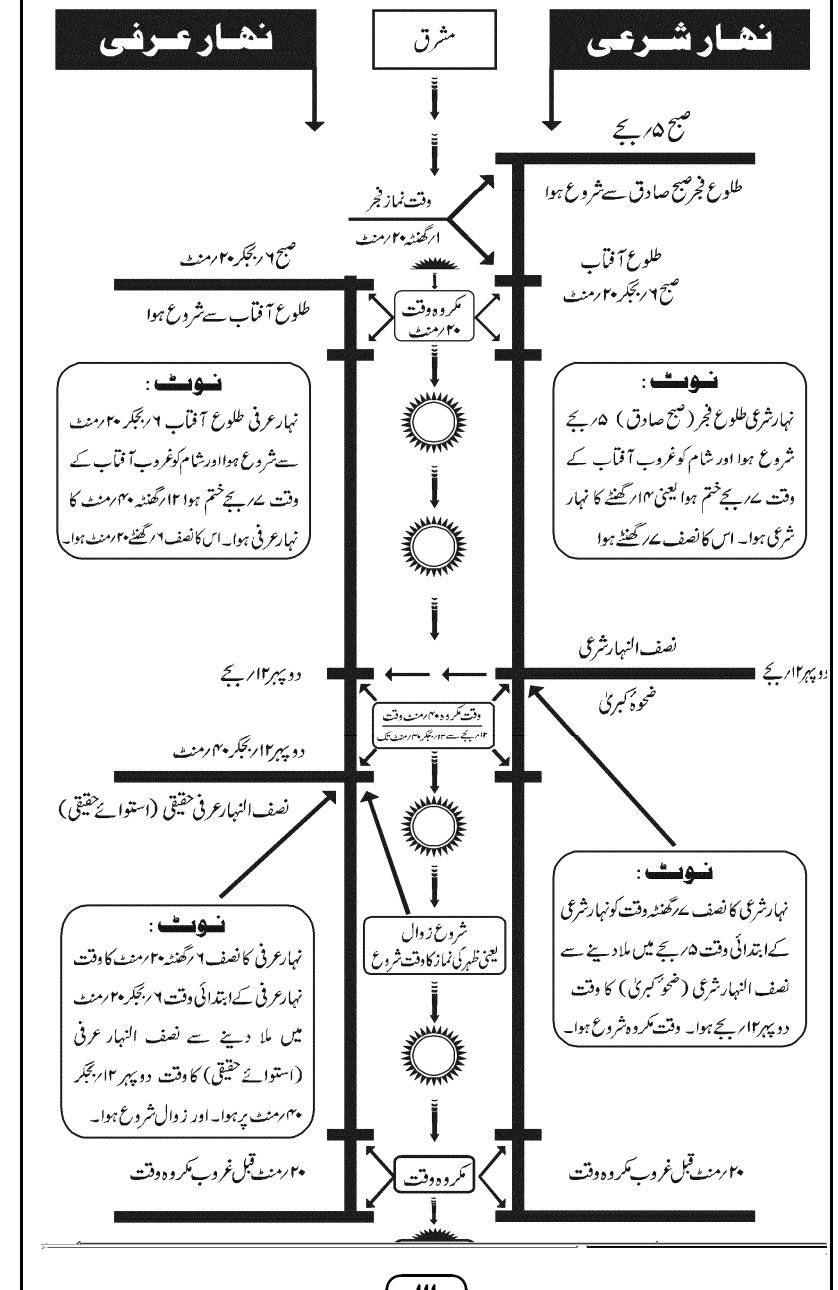 نہار شرعی
مشرق
نہار عرفی
صبح ۵؍بجے
طلوع فجر صبح صادق سے شروع ہوا
وقت نماز فجر
۱؍گھنٹہ ۲۰؍منٹ
طلوع آفتاب
صبح ۶؍بجکر ۲۰؍منٹ
صبح ۶؍بجکر ۲۰؍منٹ
طلوع آفتاب سے شروع ہوا
مکروہ وقت
۲۰؍منٹ
نوٹ :
نہار شرعی طلوع فجر (صبح صادق) ۵؍بجے
شروع ہوا اور شام کو غروب آفتاب کے
وقت ۷؍بجے ختم ہوا یعنی ۱۴؍گھنٹے کا نہار
شرعی ہوا۔ اس کا نصف ۷؍گھنٹے ہوا
نوٹ :
نہار عرفی طلوع آفتاب ۶؍بجکر ۲۰؍منٹ
سے شروع ہوا اور شام کو غروب آفتاب کے
وقت ۷؍بجے ختم ہوا ۱۲؍گھنٹہ ۴۰؍منٹ کا
نہار عرفی ہوا۔ اس کا نصف ۶؍گھنٹے ۲۰؍منٹ ہوا۔
نصف النہار شرعی
دوپہر ۱۲؍بجے
ضحوۂ کبریٰ
دوپہر ۱۲؍بجے
وقت مکروہ ۴۰؍منٹ وقت
۱۲؍بجے سے ۱۲؍بجکر ۴۰؍منٹ تک
دوپہر ۱۲؍بجکر ۴۰؍منٹ
نصف النہار عرفی حقیقی (استوائے حقیقی)
نوٹ :
نہار شرعی کا نصف ۷؍گھنٹہ وقت کو نہار شرعی
کے ابتدائی وقت ۵؍بجے میں ملا دینے سے
نصف النہار شرعی (ضحوۂ کبریٰ) کا وقت
دوپہر ۱۲؍بجے ہوا۔ وقت مکروہ شروع ہوا۔
شروع زوال
یعنی ظہر کی نماز کا وقت شروع
نوٹ :
نہار عرفی کا نصف ۶؍گھنٹہ ۲۰؍منٹ کا وقت
نہار عرفی کے ابتدائی وقت ۶؍بجکر ۲۰؍منٹ
میں ملا دینے سے نصف النہار عرفی
(استوائے حقیقی) کا وقت دوپہر ۱۲؍بجکر
۴۰؍منٹ پر ہوا۔ اور زوال شروع ہوا۔
۲۰؍منٹ قبل غروب مکروہ وقت
مکروہ وقت
۲۰؍منٹ قبل غروب مکروہ وقت